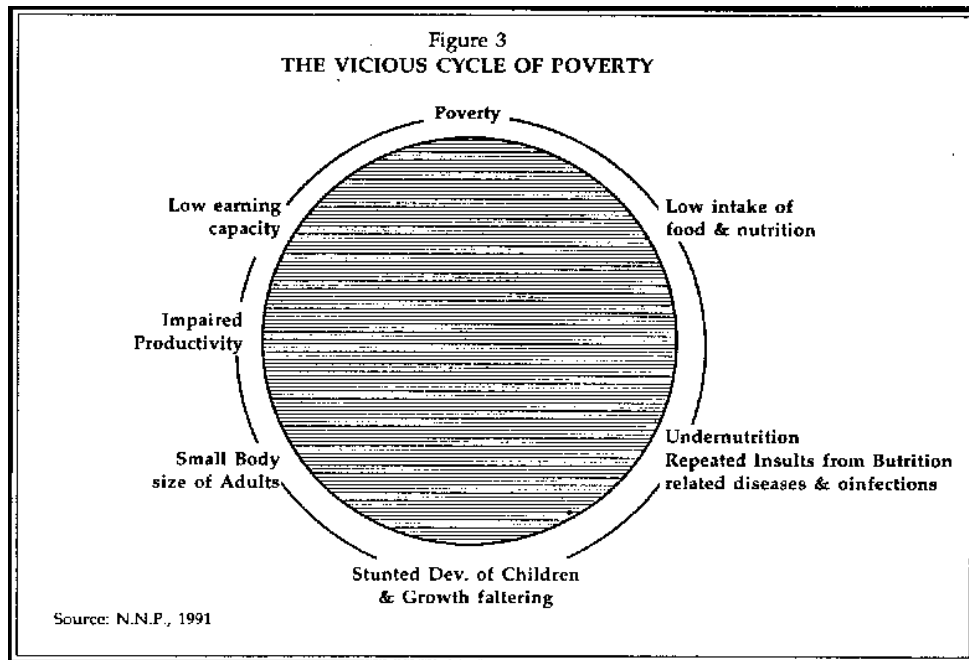 Figure 3
THE VICIOUS CYCLE OF POVERTY
Poverty
Low intake of
food & nutrition
Undernutrition
Repeated Insults from Butrition
related diseases & oinfections
Stunted Dev. of Children
& Growth faltering
Small Body
size of Adults
Impaired
Productivity
Low earning
capacity
Source: N.N.P., 1991